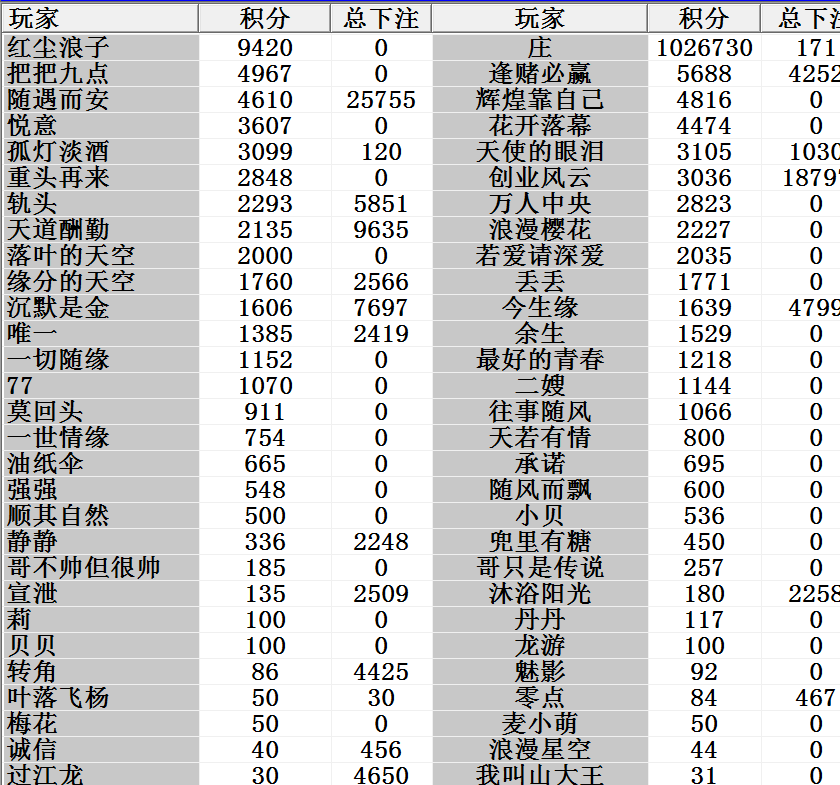 玩家 积分 总下注 玩家 积分 总下
红尘浪子 9420 0 庄 1026730 171
把把九点 4967 0 逢赌必赢 5688 4252
随遇而安 4610 25755 辉煌靠自己 4816 0
悦意 3607 0 花开落幕 4474 0
孤灯淡酒 3099 120 天使的眼泪 3105 1030
重头再来 2848 0 创业风云 3036 1879
轨头 2293 5851 万人中央 2823 0
天道酬勤 2135 9635 浪漫樱花 2227 0
落叶的天空 2000 0 若爱请深爱 2035 0
缘分的天空 1760 2566 丢丢 1771 0
沉默是金 1606 7697 今生缘 1639 4799
唯一 1385 2419 余生 1529 0
一切随缘 1152 0 最好的青春 1218 0
77 1070 0 二嫂 1144 0
莫回头 911 0 往事随风 1066 0
一世情缘 754 0 天若有情 800 0
油纸伞 665 0 承诺 695 0
强强 548 0 随风而飘 600 0
顺其自然 500 0 小贝 536 0
静静 336 2248 兜里有糖 450 0
哥不帅但很帅 185 0 哥只是传说 257 0
宣泄 135 2509 沐浴阳光 180 2258
莉 100 0 丹丹 117 0
贝贝 100 0 龙游 100 0
转角 86 4425 魅影 92 0
叶落飞杨 50 30 零点 84 467
梅花 50 0 麦小萌 50 0
诚信 40 456 浪漫星空 44 0
过江龙 30 4650 我叫山大王 31 0